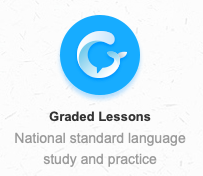 Graded Lessons
National standard language
study and practice